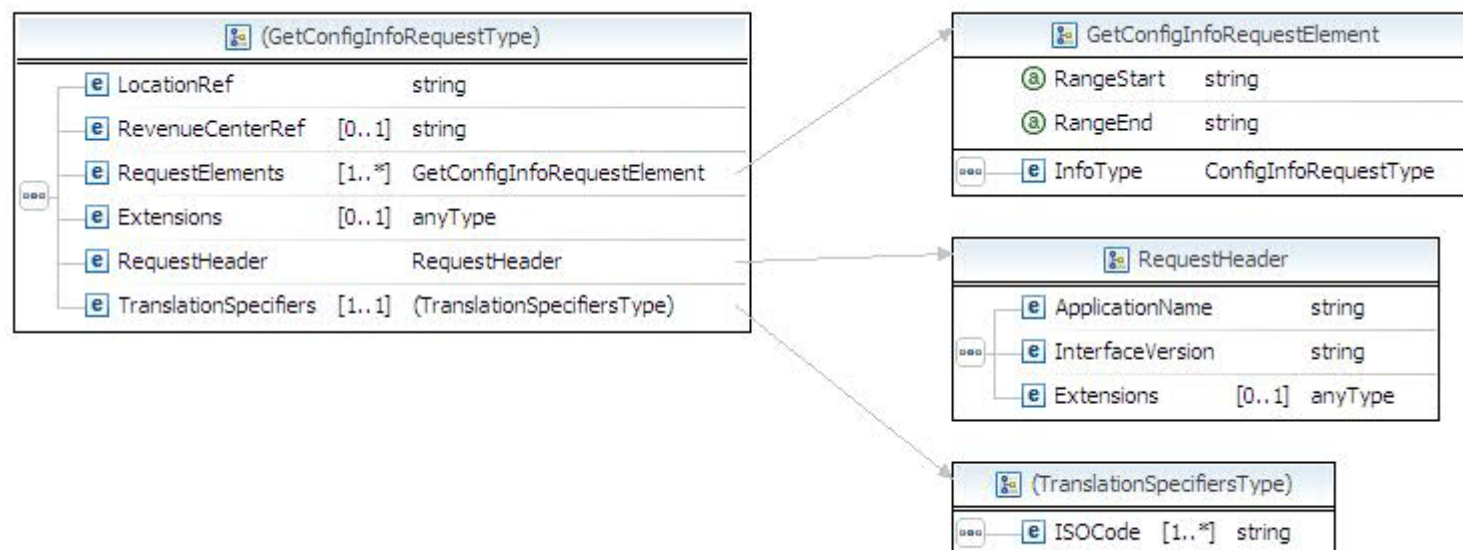 (GetConfigInfoRequestType)
e LocationRef string
e RevenueCenterRef [0..1] string
e RequestElements [1..*] GetConfigInfoRequestElement
e Extensions [0..1] anyType
e RequestHeader RequestHeader
e TranslationSpecifiers [1..1] (TranslationSpecifiersType)
GetConfigInfoRequestElement
a RangeStart string
a RangeEnd string
e InfoType ConfigInfoRequestType
RequestHeader
e ApplicationName string
e InterfaceVersion string
e Extensions [0..1] anyType
(TranslationSpecifiersType)
e ISOCode [1..*] string